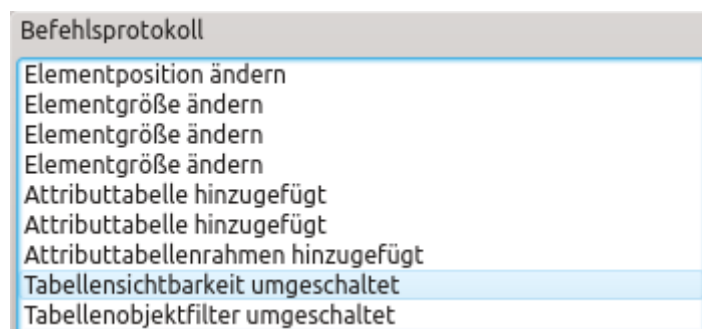 Befehlsprotokoll
Elementposition ändern
Elementgröße ändern
Elementgröße ändern
Elementgröße ändern
Attributtabelle hinzugefügt
Attributtabelle hinzugefügt
Attributtabellenrahmen hinzugefügt
Tabellensichtbarkeit umgeschaltet
Tabellenobjektfilter umgeschaltet